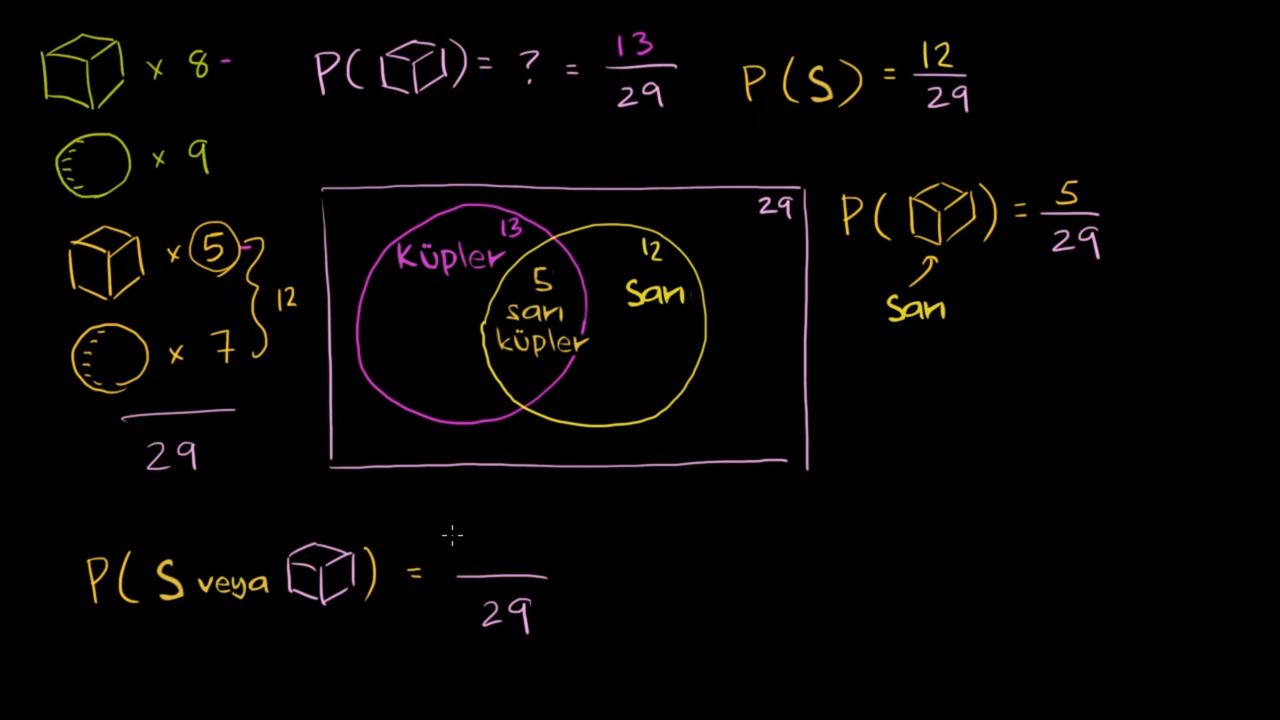 × 8 -
P( ) = ? = 13/29
P(S) = 12/29
× 9
29
P( ) = 5/29
sarı
× 5
× 7
12
29
Küpler 13
12
sarı
5
sarı
küpler
P( S veya ) = /29